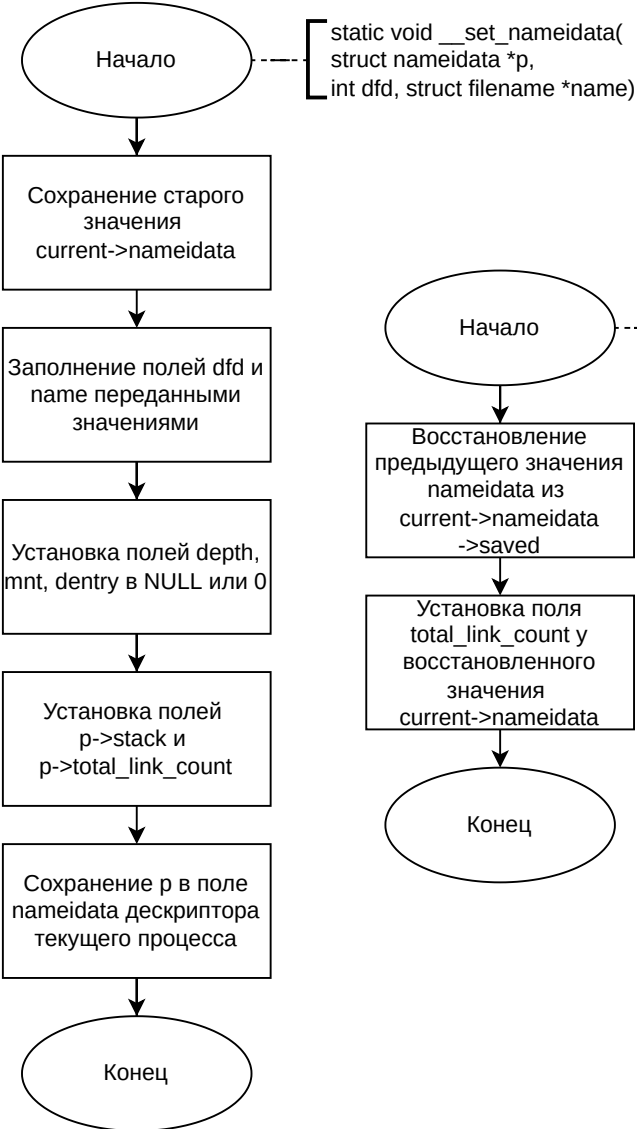 Начало
static void __set_nameidata(
struct nameidata *p,
int dfd, struct filename *name)
Сохранение старого
значения
current->nameidata
Заполнение полей dfd и
name переданными
значениями
Установка полей depth,
mnt, dentry в NULL или 0
Установка полей
p->stack и
p->total_link_count
Сохранение p в поле
nameidata дескриптора
текущего процесса
Конец
Начало
Восстановление
предыдущего значения
nameidata из
current->nameidata
->saved
Установка поля
total_link_count у
восстановленного
значения
current->nameidata
Конец